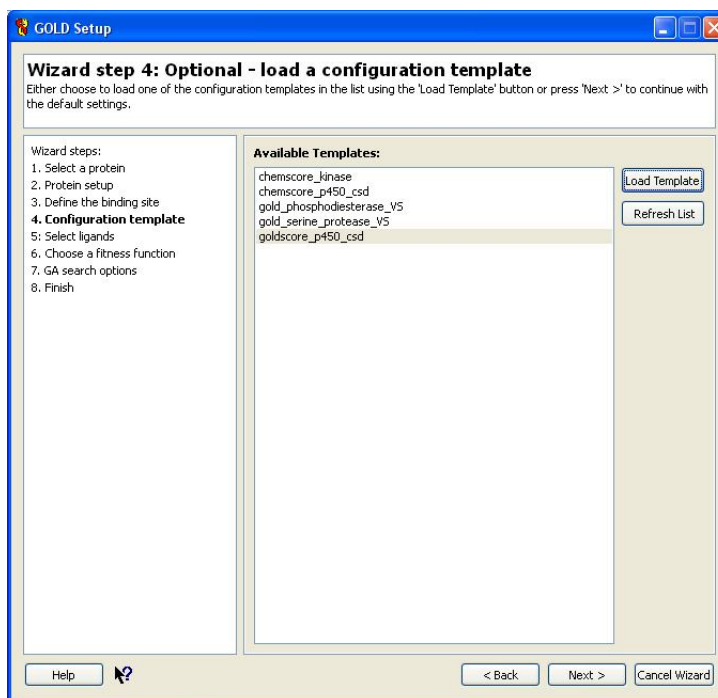 GOLD Setup
Wizard step 4: Optional - load a configuration template
Either choose to load one of the configuration templates in the list using the 'Load Template' button or press 'Next >' to continue with
the default settings.
Wizard steps:
1. Select a protein
2. Protein setup
3. Define the binding site
4. Configuration template
5: Select ligands
6. Choose a fitness function
7. GA search options
8. Finish
Available Templates:
chemscore_kinase
chemscore_p450_csd
gold_phosphodiesterase_VS
gold_serine_protease_VS
goldscore_p450_csd
Load Template
Refresh List
Help
?
< Back
Next >
Cancel Wizard